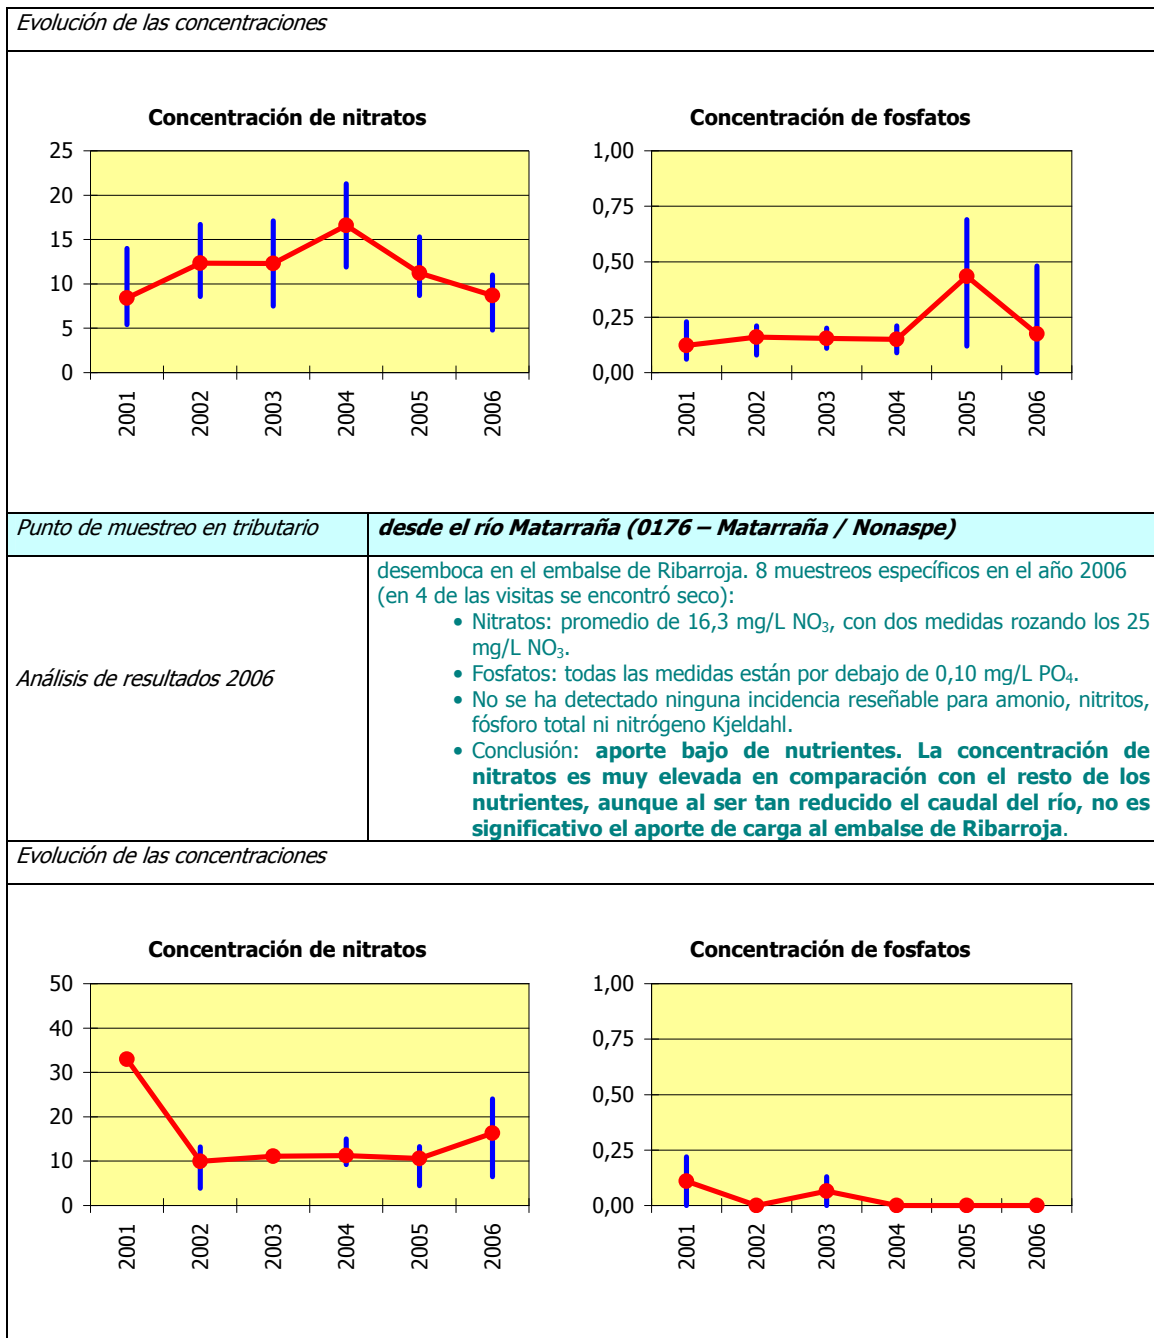 Evolución de las concentraciones
Concentración de nitratos
25
20
15
10
5
0
2001
2002
2003
2004
2005
2006
Concentración de fosfatos
1,00
0,75
0,50
0,25
0,00
2001
2002
2003
2004
2005
2006
Punto de muestreo en tributario
desde el río Matarraña (0176 – Matarraña / Nonaspe)
Análisis de resultados 2006
desemboca en el embalse de Ribarroja. 8 muestreos específicos en el año 2006
(en 4 de las visitas se encontró seco):
• Nitratos: promedio de 16,3 mg/L NO₃, con dos medidas rozando los 25
mg/L NO₃.
• Fosfatos: todas las medidas están por debajo de 0,10 mg/L PO₄.
• No se ha detectado ninguna incidencia reseñable para amonio, nitritos,
fósforo total ni nitrógeno Kjeldahl.
• Conclusión: aporte bajo de nutrientes. La concentración de
nitratos es muy elevada en comparación con el resto de los
nutrientes, aunque al ser tan reducido el caudal del río, no es
significativo el aporte de carga al embalse de Ribarroja.
Evolución de las concentraciones
Concentración de nitratos
50
40
30
20
10
0
2001
2002
2003
2004
2005
2006
Concentración de fosfatos
1,00
0,75
0,50
0,25
0,00
2001
2002
2003
2004
2005
2006